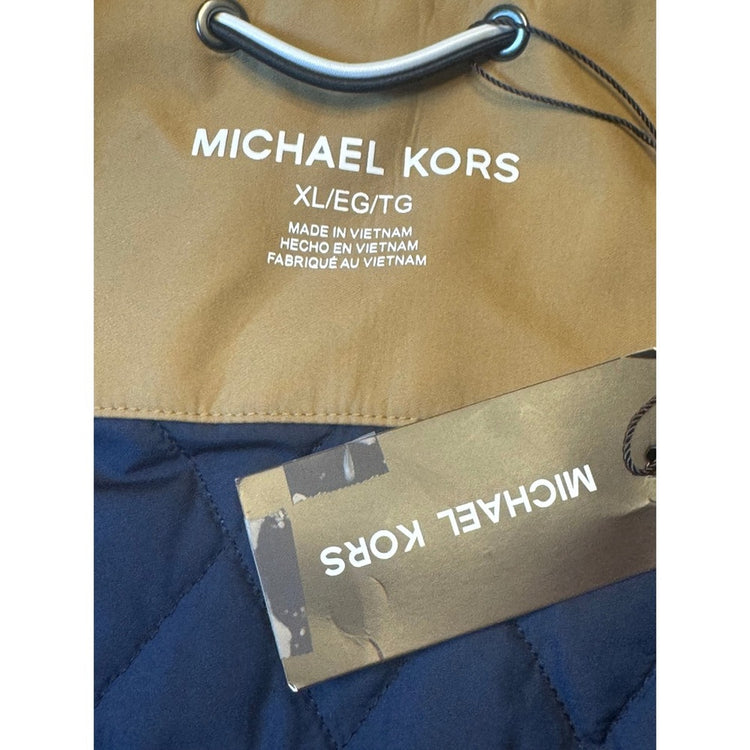 MICHAEL KORS
XL/EG/TG
MADE IN VIETNAM
HECHO EN VIETNAM
FABRIQUÉ AU VIETNAM
MICHAEL KORS